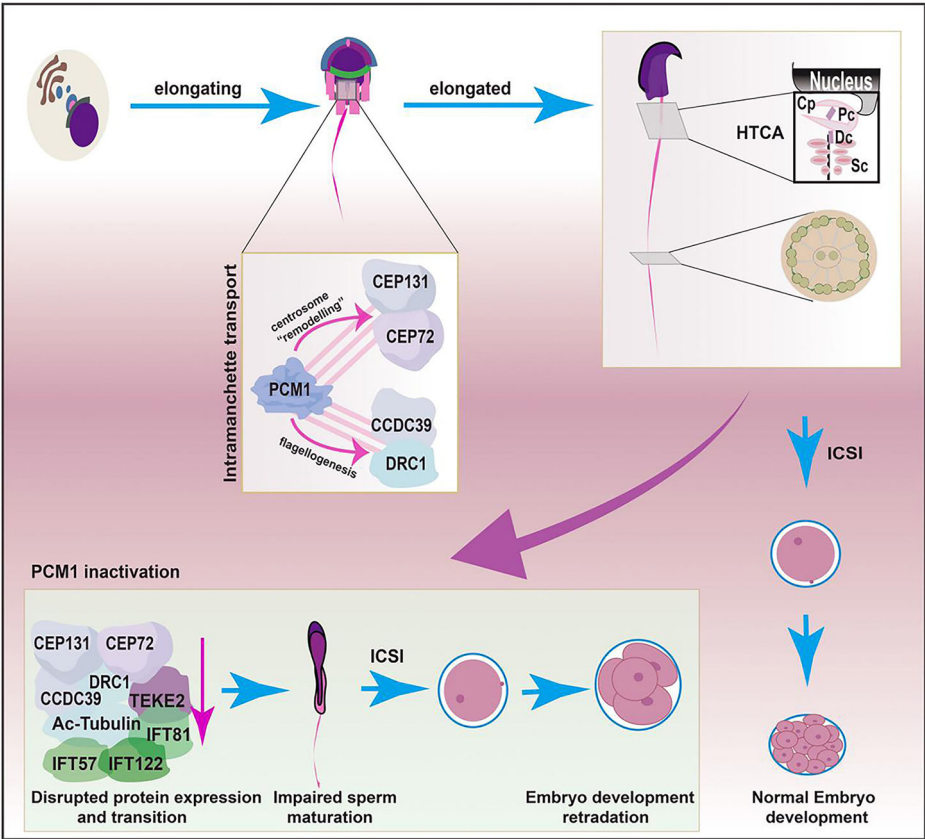 elongating
elongated
Nucleus
Cp
Pc
HTCA
Dc
Sc
Intramanchette transport
centrosome
"remodelling"
CEP131
CEP72
PCM1
CCDC39
flagellogenesis
DRC1
ICSI
PCM1 inactivation
CEP131
CEP72
DRC1
CCDC39
TEKE2
Ac-Tubulin
IFT81
IFT57
IFT122
ICSI
Disrupted protein expression
and transition
Impaired sperm
maturation
Embryo development
retradation
Normal Embryo
development